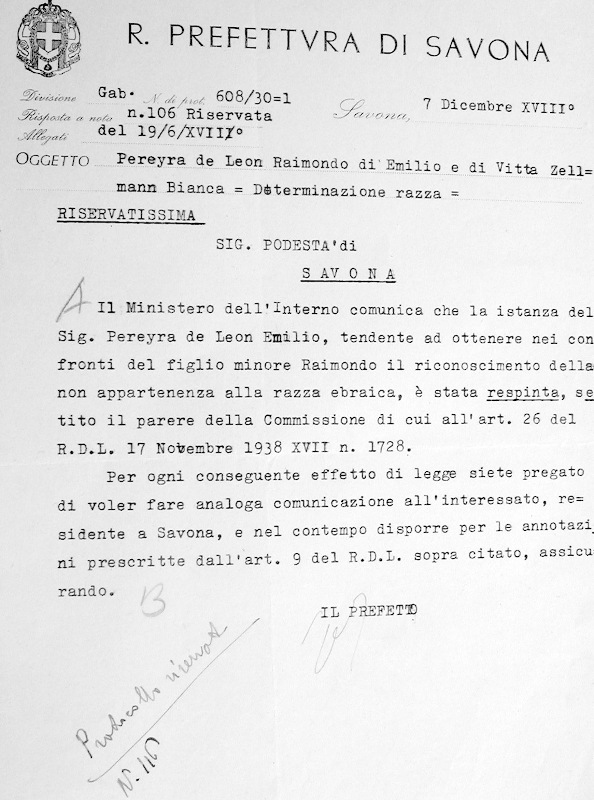 R. PREFETTVRA DI SAVONA
Divisione Gab. N. di prot. 608/30=1
Savona, 7 Dicembre XVIII°
Risposta a nota n.106 Riservata
Allegati del 19/6/XVII°
OGGETTO Pereyra de Leon Raimondo di Emilio e di Vitta Zell=
mann Bianca = Determinazione razza =
RISERVATISSIMA
SIG. PODESTA' di
SAVONA
A Il Ministero dell'Interno comunica che la istanza del
Sig. Pereyra de Leon Emilio, tendente ad ottenere nei con
fronti del figlio minore Raimondo il riconoscimento della
non appartenenza alla razza ebraica, è stata respinta, se
tito il parere della Commissione di cui all'art. 26 del
R.D.L. 17 Novembre 1938 XVII n. 1728.
Per ogni conseguente effetto di legge siete pregato
di voler fare analoga comunicazione all'interessato, re=
sidente a Savona, e nel contempo disporre per le annotazi
ni prescritte dall'art. 9 del R.D.L. sopra citato, assicu
rando. B
IL PREFETTO
Protocollo riservat
N. 116